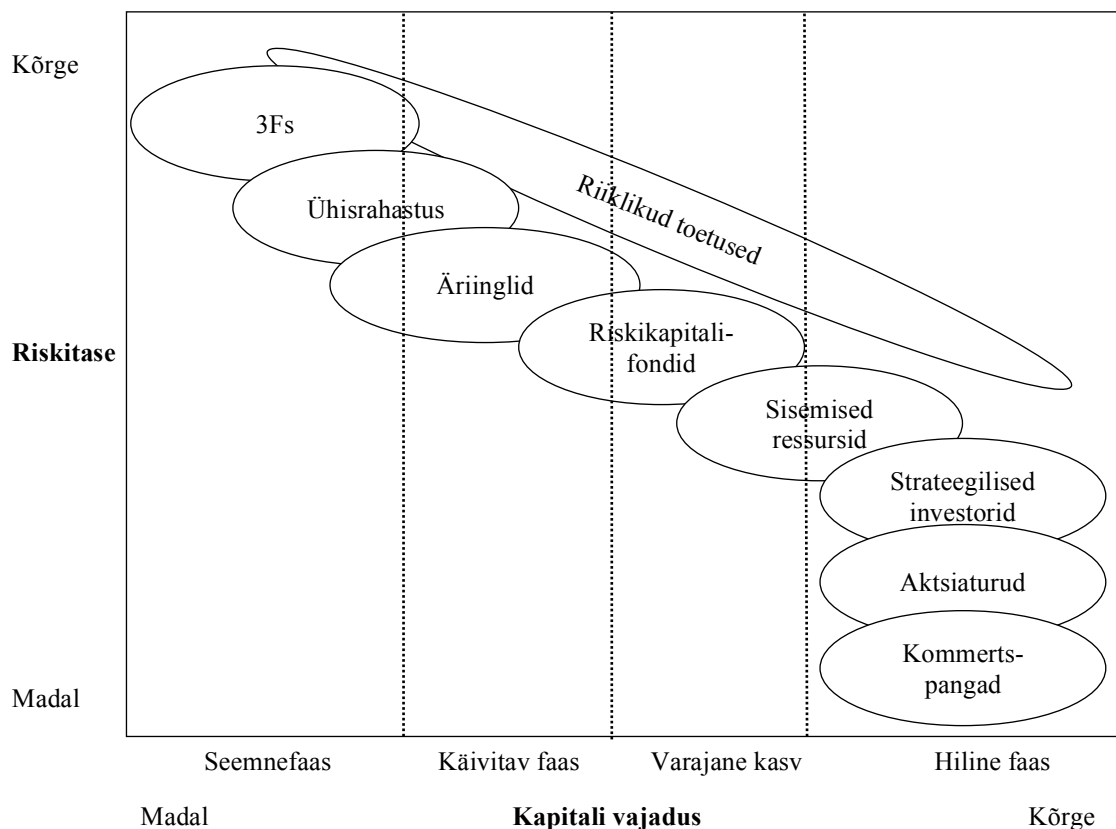 Kõrge
3Fs
Riiklikud toetused
Ühisrahastus
Äriinglid
Riskitase
Riskikapitali-
fondid
Sisemised
ressursid
Strateegilised
investorid
Aktsiaturud
Kommerts-
pangad
Madal
Seemnefaas Käivitav faas Varajane kasv Hiline faas
Madal Kapitali vajadus Kõrge